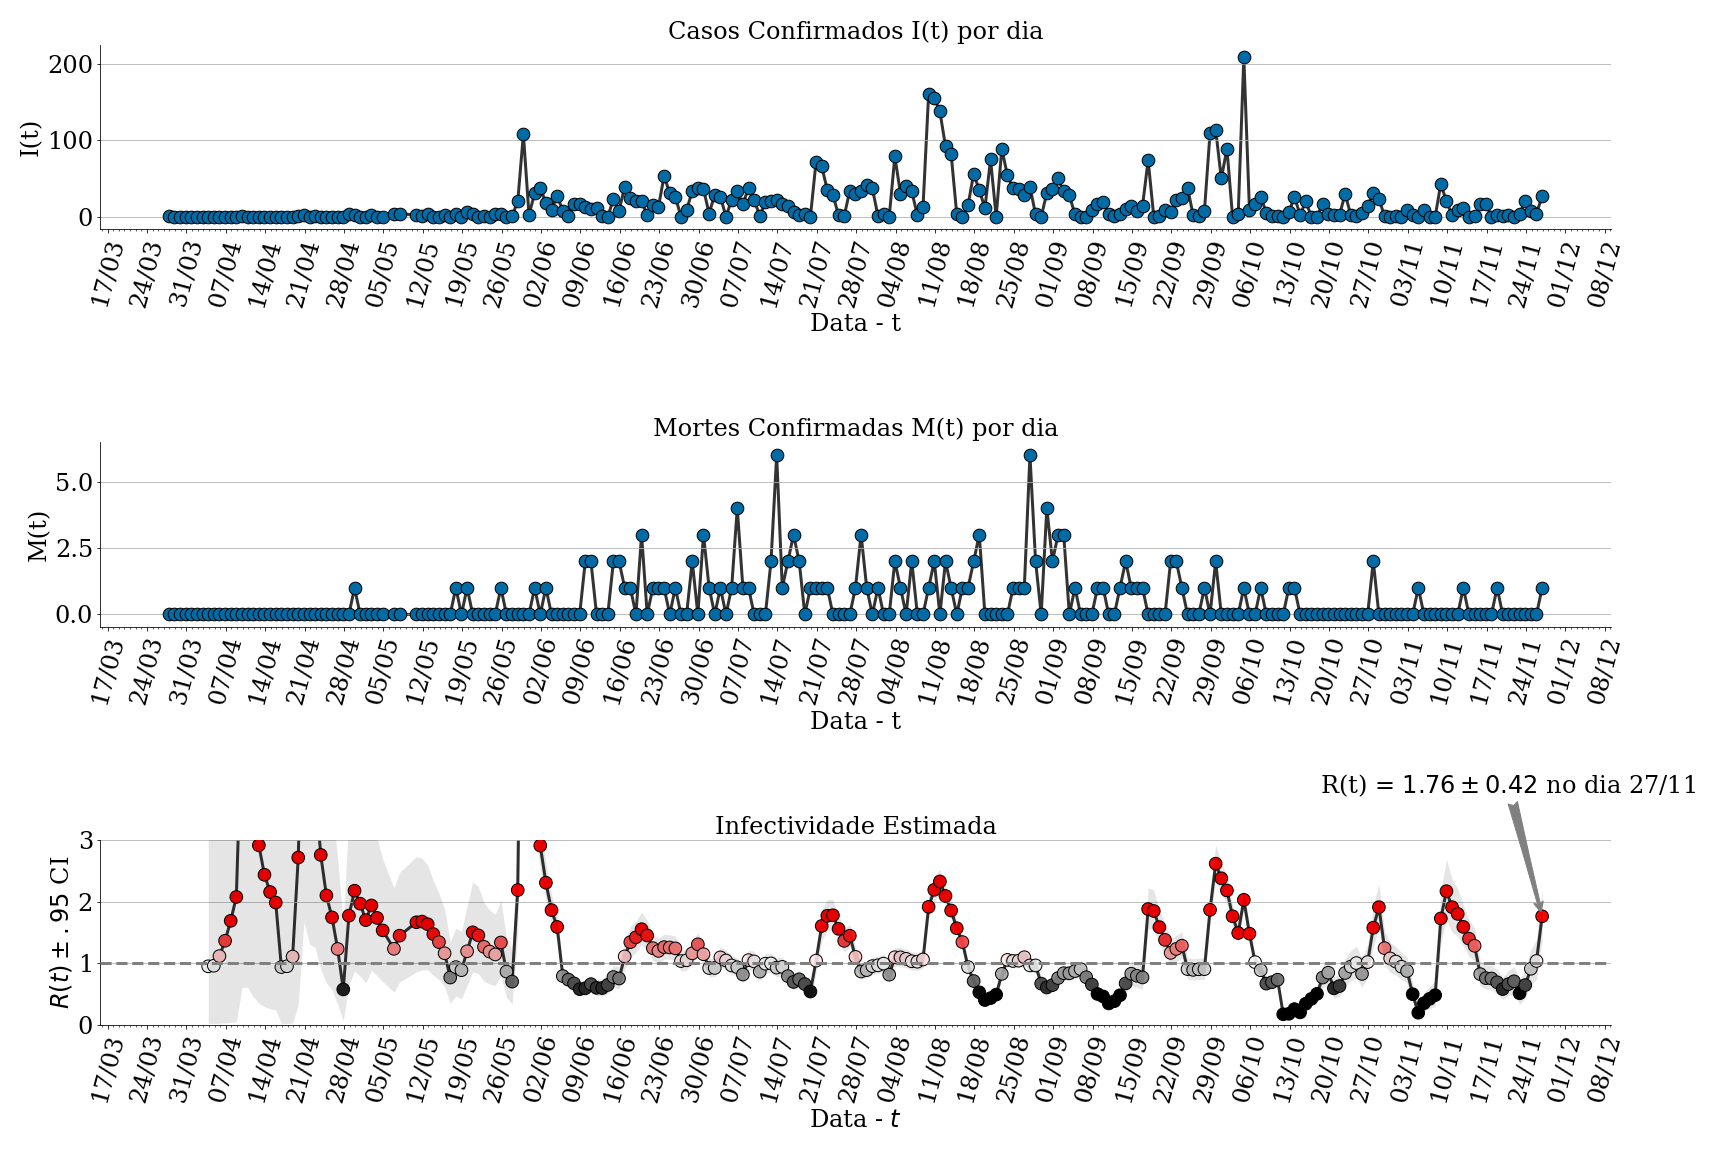 Casos Confirmados I(t) por dia
200
100
0
I(t)
17/03 24/03 31/03 07/04 14/04 21/04 28/04 05/05 12/05 19/05 26/05 02/06 09/06 16/06 23/06 30/06 07/07 14/07 21/07 28/07 04/08 11/08 18/08 25/08 01/09 08/09 15/09 22/09 29/09 06/10 13/10 20/10 27/10 03/11 10/11 17/11 24/11 01/12 08/12
Data - t
Mortes Confirmadas M(t) por dia
5.0
2.5
0.0
M(t)
17/03 24/03 31/03 07/04 14/04 21/04 28/04 05/05 12/05 19/05 26/05 02/06 09/06 16/06 23/06 30/06 07/07 14/07 21/07 28/07 04/08 11/08 18/08 25/08 01/09 08/09 15/09 22/09 29/09 06/10 13/10 20/10 27/10 03/11 10/11 17/11 24/11 01/12 08/12
Data - t
R(t) = 1.76 ± 0.42 no dia 27/11
Infectividade Estimada
3
2
1
0
R(t) ± .95 CI
17/03 24/03 31/03 07/04 14/04 21/04 28/04 05/05 12/05 19/05 26/05 02/06 09/06 16/06 23/06 30/06 07/07 14/07 21/07 28/07 04/08 11/08 18/08 25/08 01/09 08/09 15/09 22/09 29/09 06/10 13/10 20/10 27/10 03/11 10/11 17/11 24/11 01/12 08/12
Data - t